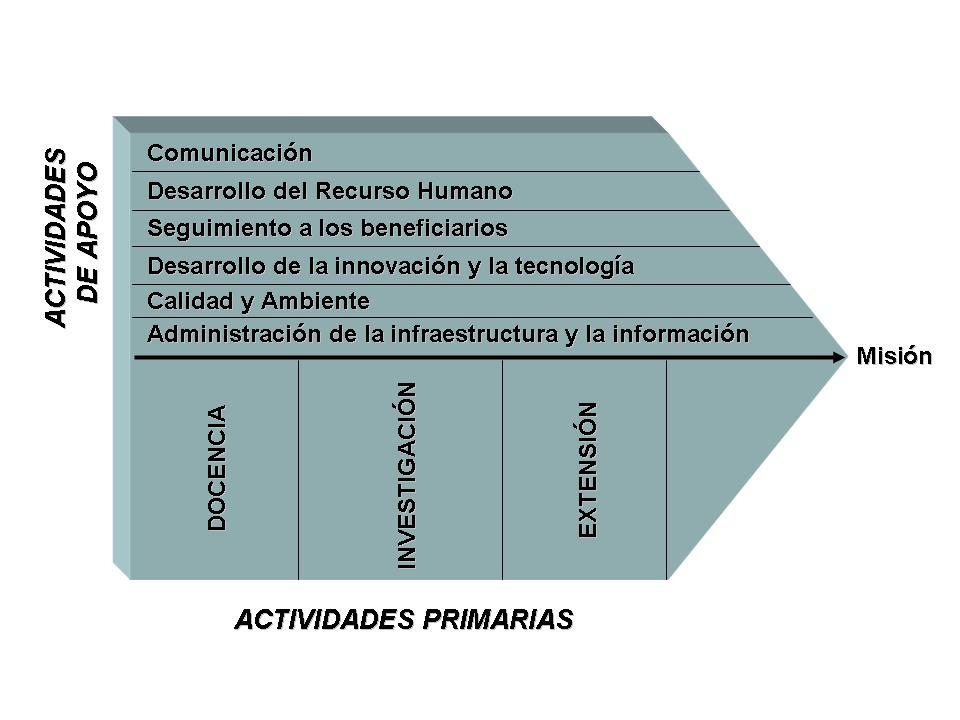 ACTIVIDADES
DE APOYO
Comunicación
Desarrollo del Recurso Humano
Seguimiento a los beneficiarios
Desarrollo de la innovación y la tecnología
Calidad y Ambiente
Administración de la infraestructura y la información
Misión
DOCENCIA
INVESTIGACIÓN
EXTENSIÓN
ACTIVIDADES PRIMARIAS